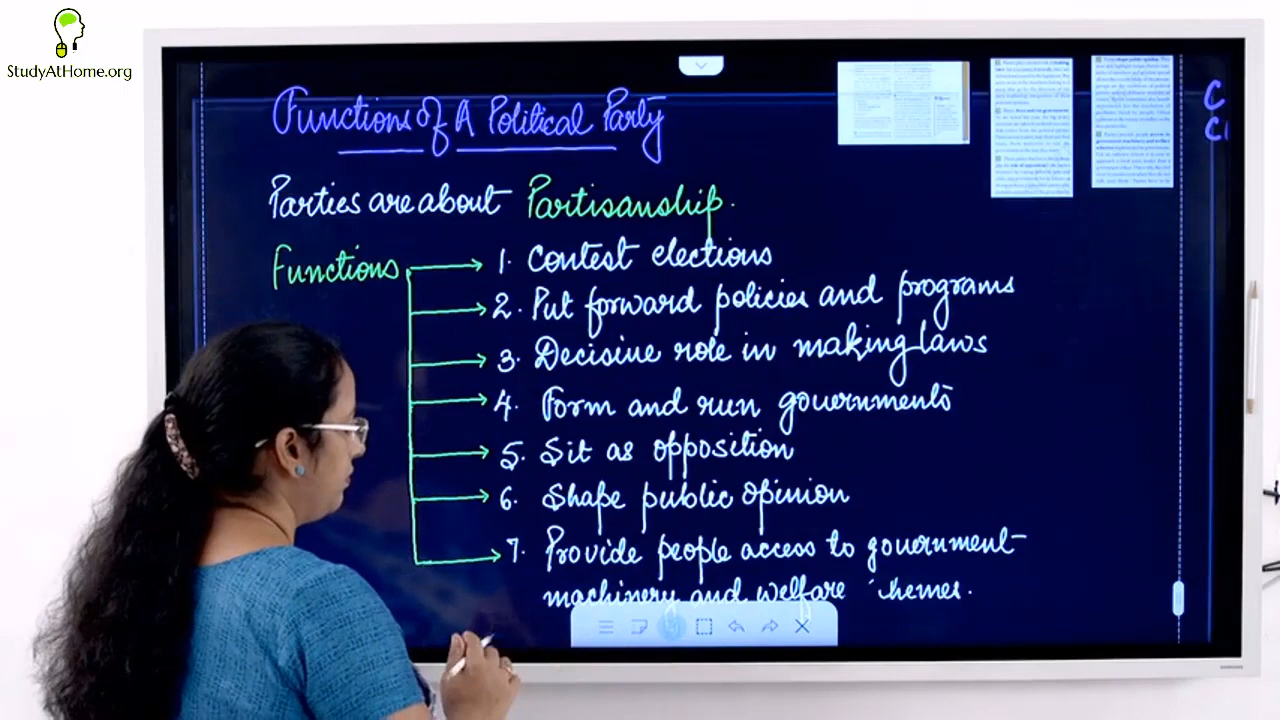 StudyAtHome.org
Function Of A Political Party
Parties are about Partisanship.
Functions
1. Contest elections
2. Put forward policies and programs
3. Decisive role in making laws
4. Form and run governments
5. Sit as opposition
6. Shape public opinion
7. Provide people access to government
machinery and welfare